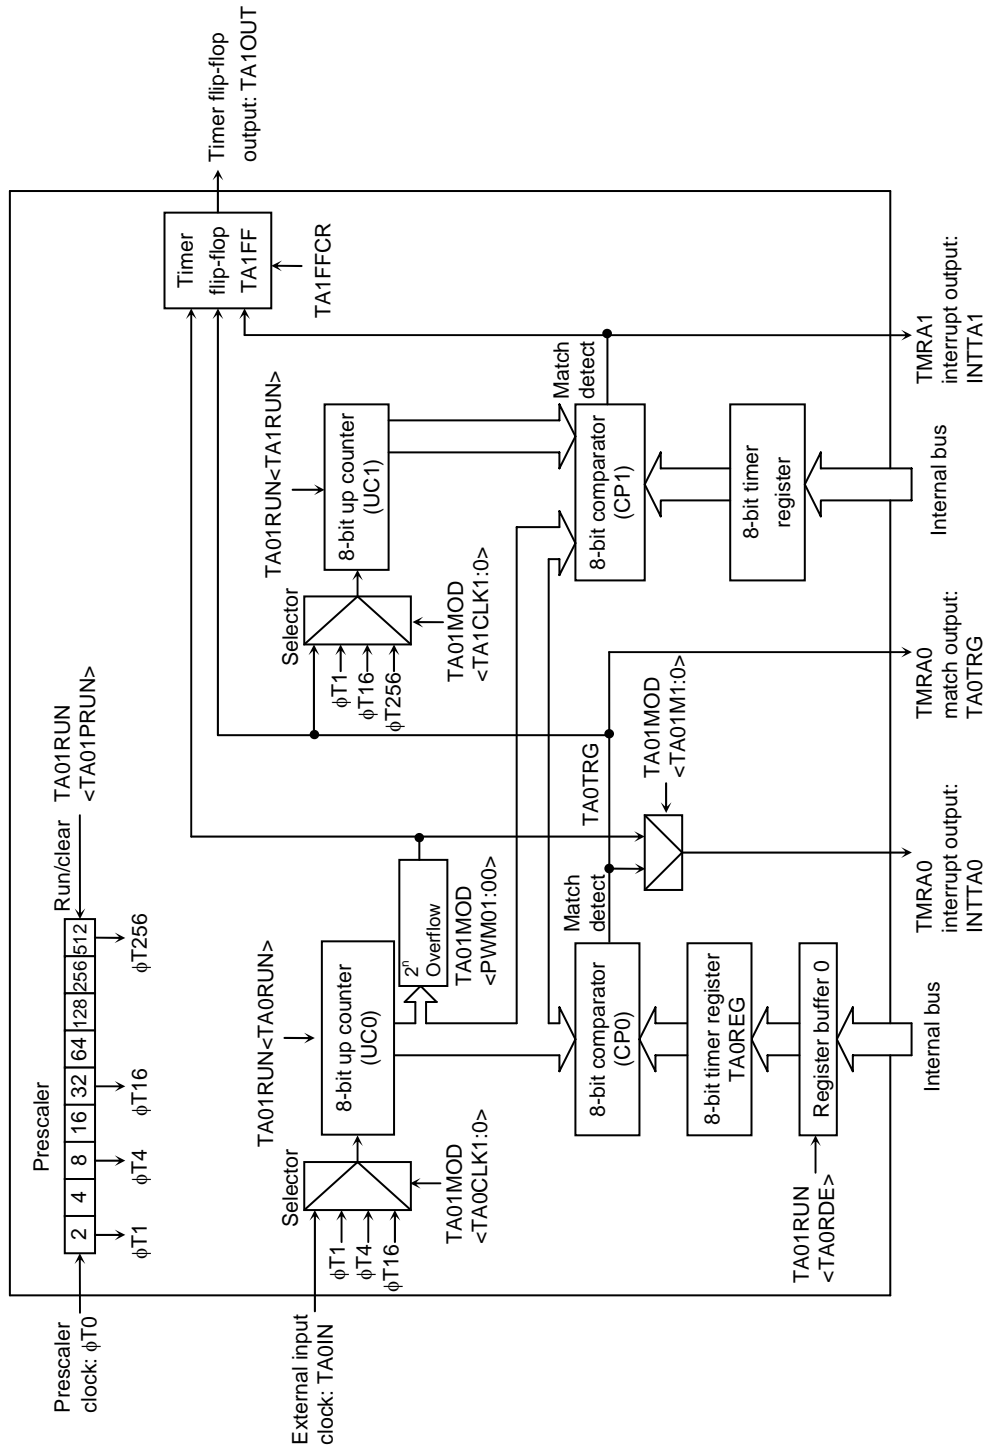 Prescaler
clock: ϕT0
Prescaler
2 4 8 16 32 64 128 256 512
Run/clear
TA01RUN
<TA01PRUN>
ϕT1
ϕT4
ϕT16
ϕT256
External input
clock: TA0IN
Selector
ϕT1
ϕT4
ϕT16
TA01MOD
<TA0CLK1:0>
TA01RUN<TA0RUN>
8-bit up counter
(UC0)
2n
Overflow
TA01MOD
<PWM01:00>
Selector
ϕT1
ϕT16
ϕT256
TA01MOD
<TA1CLK1:0>
TA01RUN<TA1RUN>
8-bit up counter
(UC1)
Timer
flip-flop
TA1FF
TA1FFCR
Timer flip-flop
output: TA1OUT
8-bit comparator
(CP0)
Match
detect
TA0TRG
8-bit comparator
(CP1)
Match
detect
8-bit timer register
TA0REG
TA01MOD
<TA01M1:0>
8-bit timer
register
TA01RUN
<TA0RDE>
Register buffer 0
Internal bus
TMRA0
interrupt output:
INTTA0
TMRA0
match output:
TA0TRG
Internal bus
TMRA1
interrupt output:
INTTA1